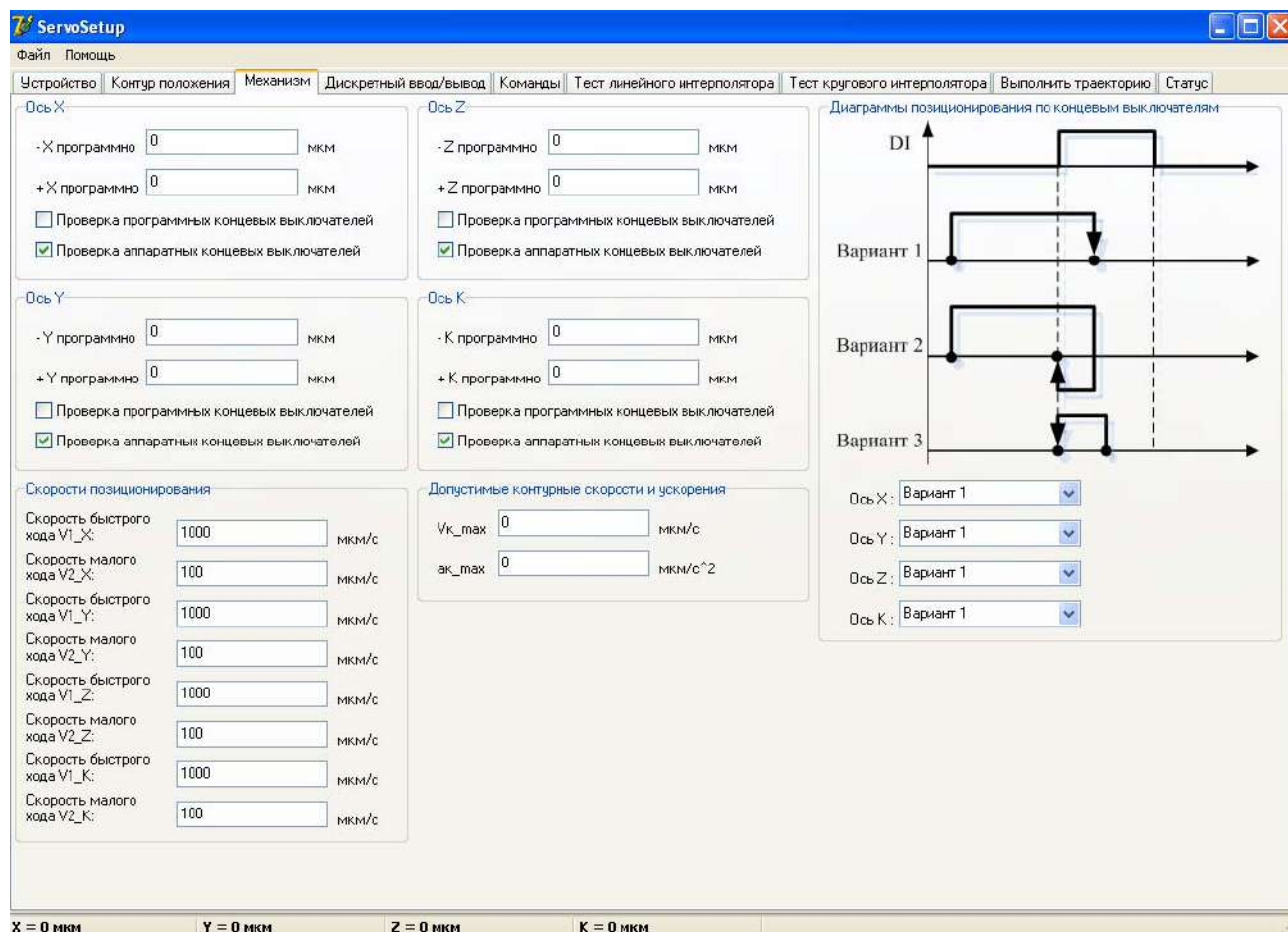 ServoSetup
Файл Помощь
Устройство Контур положения Механизм Дискретный ввод/вывод Команды Тест линейного интерполятора Тест кругового интерполятора Выполнить траекторию Статус
Ось X
- X программно 0 мкм
+ X программно 0 мкм
Проверка программных концевых выключателей
Проверка аппаратных концевых выключателей
Ось Y
- Y программно 0 мкм
+ Y программно 0 мкм
Проверка программных концевых выключателей
Проверка аппаратных концевых выключателей
Скорости позиционирования
Скорость быстрого
хода V1_X: 1000 мкм/с
Скорость малого
хода V2_X: 100 мкм/с
Скорость быстрого
хода V1_Y: 1000 мкм/с
Скорость малого
хода V2_Y: 100 мкм/с
Скорость быстрого
хода V1_Z: 1000 мкм/с
Скорость малого
хода V2_Z: 100 мкм/с
Скорость быстрого
хода V1_K: 1000 мкм/с
Скорость малого
хода V2_K: 100 мкм/с
Ось Z
- Z программно 0 мкм
+ Z программно 0 мкм
Проверка программных концевых выключателей
Проверка аппаратных концевых выключателей
Ось K
- K программно 0 мкм
+ K программно 0 мкм
Проверка программных концевых выключателей
Проверка аппаратных концевых выключателей
Допустимые контурные скорости и ускорения
Vк_max 0 мкм/с
aк_max 0 мкм/с^2
Диаграммы позиционирования по концевым выключателям
DI
Вариант 1
Вариант 2
Вариант 3
Ось X : Вариант 1
Ось Y : Вариант 1
Ось Z : Вариант 1
Ось K : Вариант 1
X = 0 мкм Y = 0 мкм Z = 0 мкм K = 0 мкм